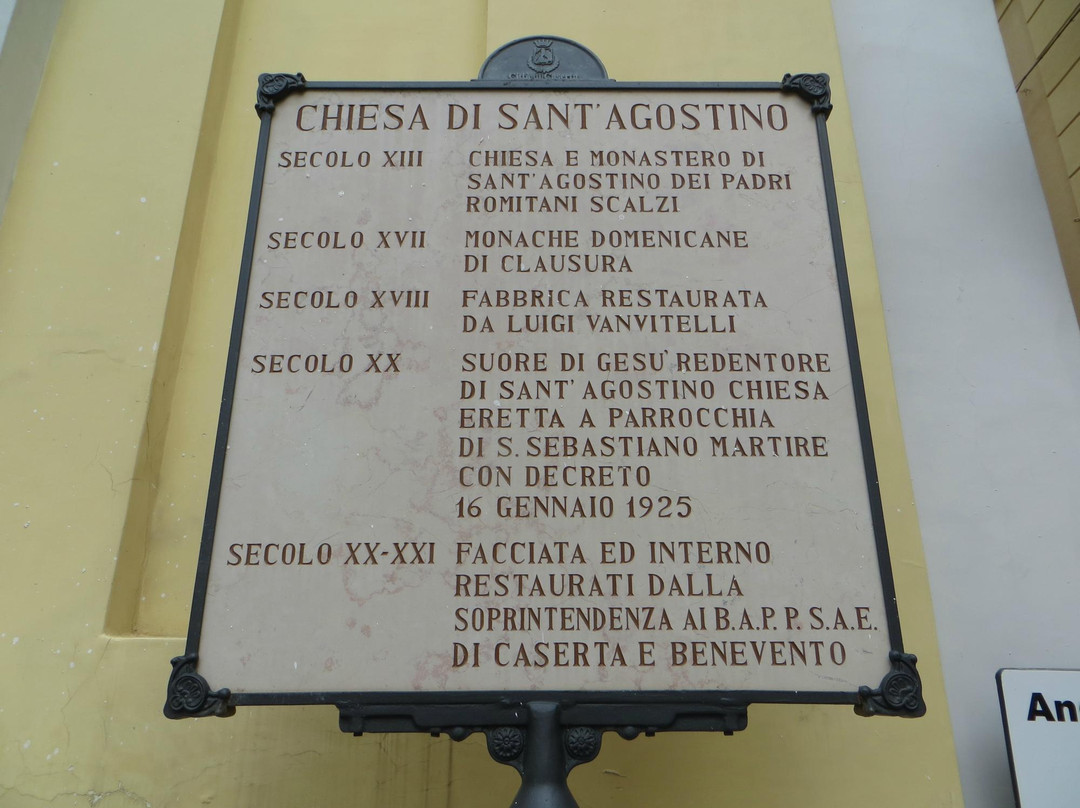 CHIESA DI SANT'AGOSTINO
SECOLO XIII CHIESA E MONASTERO DI
SANT'AGOSTINO DEI PADRI
ROMITANI SCALZI
SECOLO XVII MONACHE DOMENICANE
DI CLAUSURA
SECOLO XVIII FABBRICA RESTAURATA
DA LUIGI VANVITELLI
SECOLO XX SUORE DI GESU' REDENTORE
DI SANT'AGOSTINO CHIESA
ERETTA A PARROCCHIA
DI S. SEBASTIANO MARTIRE
CON DECRETO
16 GENNAIO 1925
SECOLO XX-XXI FACCIATA ED INTERNO
RESTAURATI DALLA
SOPRINTENDENZA AI B.A.P. P. S.A.E.
DI CASERTA E BENEVENTO